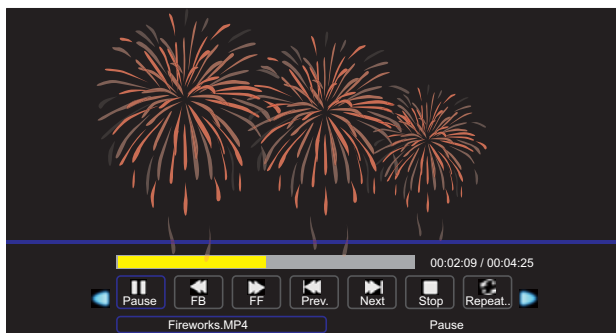 00:02:09 / 00:04:25
Pause FB FF Prev. Next Stop Repeat..
Fireworks.MP4 Pause